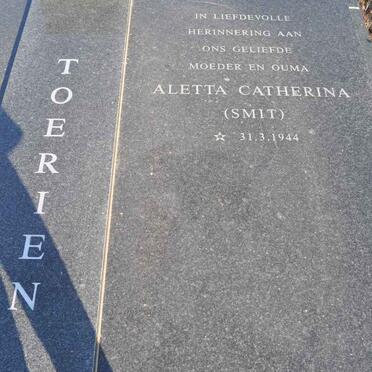 TOERIEN
IN LIEFDEVOLLE
HERINNERING AAN
ONS GELIEFDE
MOEDER EN OUMA
ALETTA CATHERINA
(SMIT)
☆ 31.3.1944